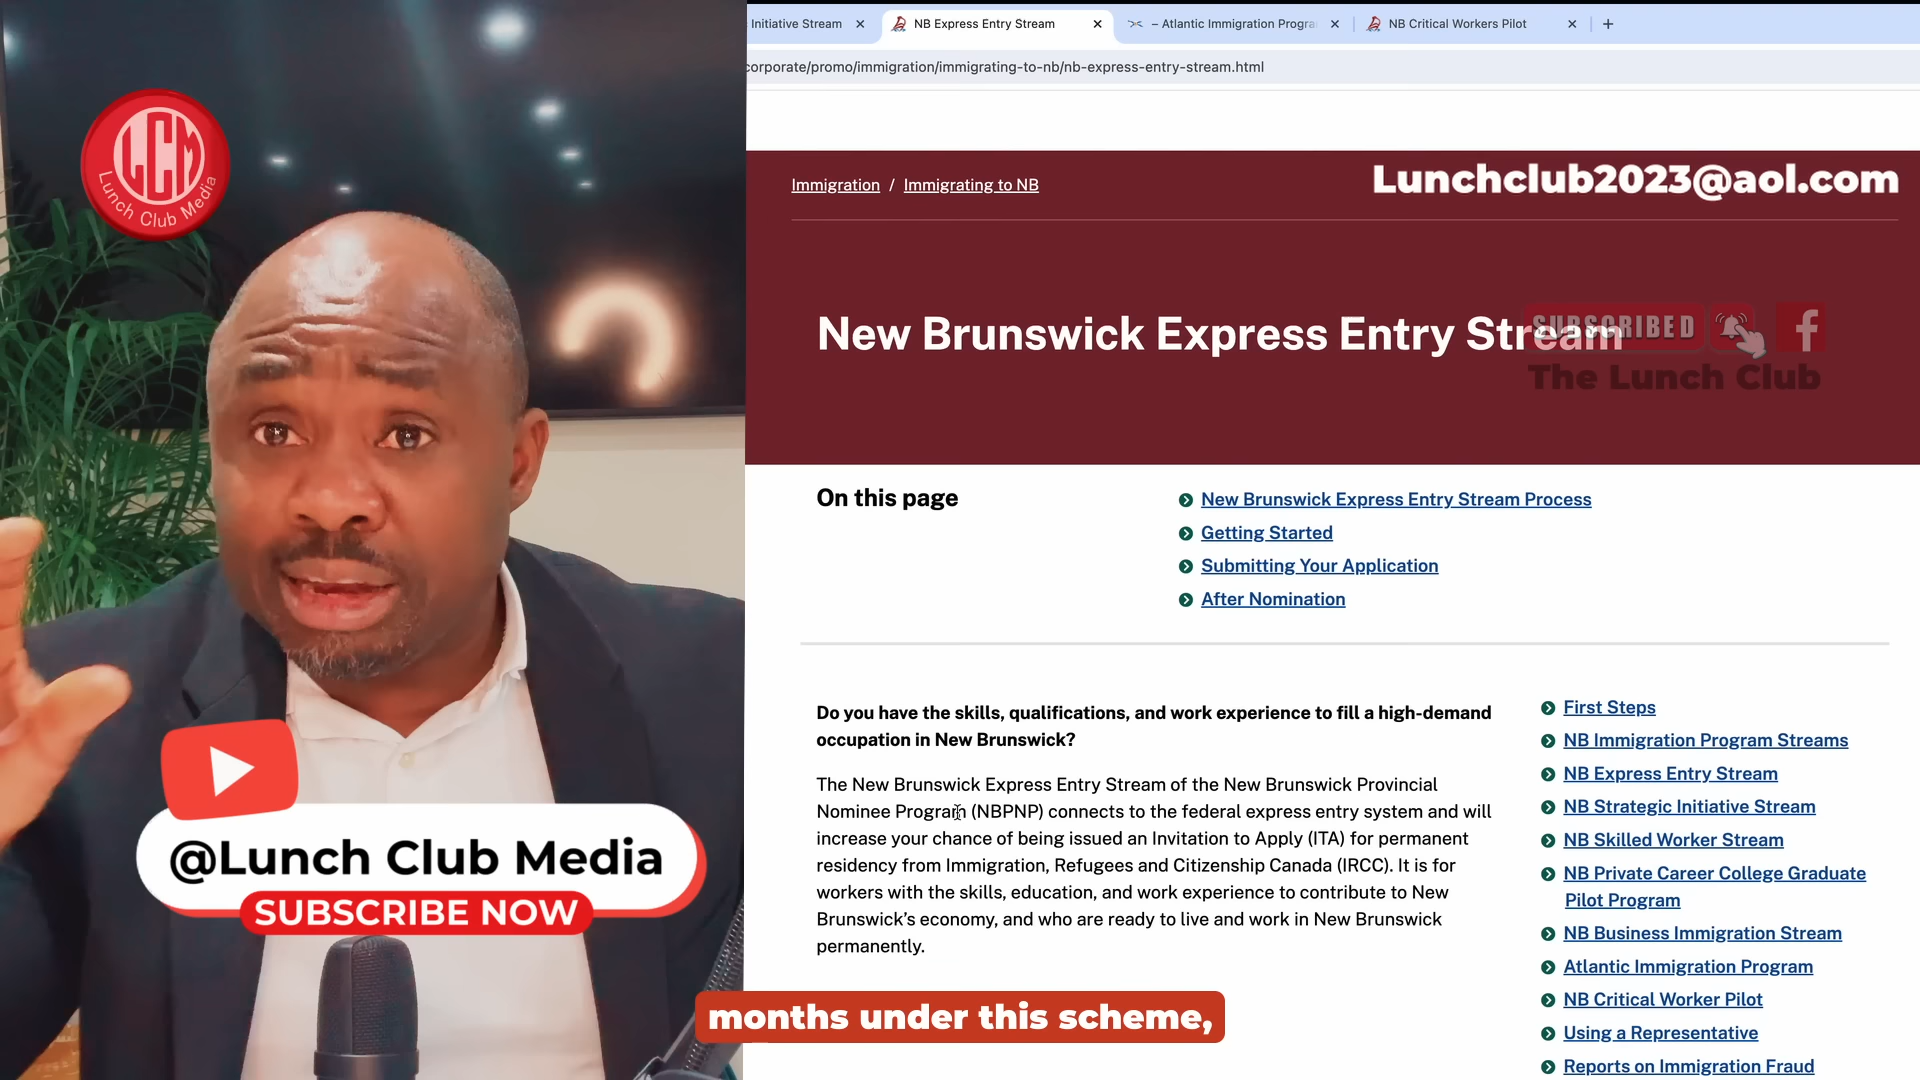 Initiative Stream
NB Express Entry Stream
– Atlantic Immigration Progra
NB Critical Workers Pilot
corporate/promo/immigration/immigrating-to-nb/nb-express-entry-stream.html
LCM
Lunch Club Media
Immigration / Immigrating to NB
Lunchclub2023@aol.com
New Brunswick Express Entry Stream
SUBSCRIBED
f
The Lunch Club
On this page
New Brunswick Express Entry Stream Process
Getting Started
Submitting Your Application
After Nomination
Do you have the skills, qualifications, and work experience to fill a high-demand
occupation in New Brunswick?
The New Brunswick Express Entry Stream of the New Brunswick Provincial
Nominee Program (NBPNP) connects to the federal express entry system and will
increase your chance of being issued an Invitation to Apply (ITA) for permanent
residency from Immigration, Refugees and Citizenship Canada (IRCC). It is for
workers with the skills, education, and work experience to contribute to New
Brunswick’s economy, and who are ready to live and work in New Brunswick
permanently.
First Steps
NB Immigration Program Streams
NB Express Entry Stream
NB Strategic Initiative Stream
NB Skilled Worker Stream
NB Private Career College Graduate
Pilot Program
NB Business Immigration Stream
Atlantic Immigration Program
NB Critical Worker Pilot
Using a Representative
Reports on Immigration Fraud
@Lunch Club Media
SUBSCRIBE NOW
months under this scheme,